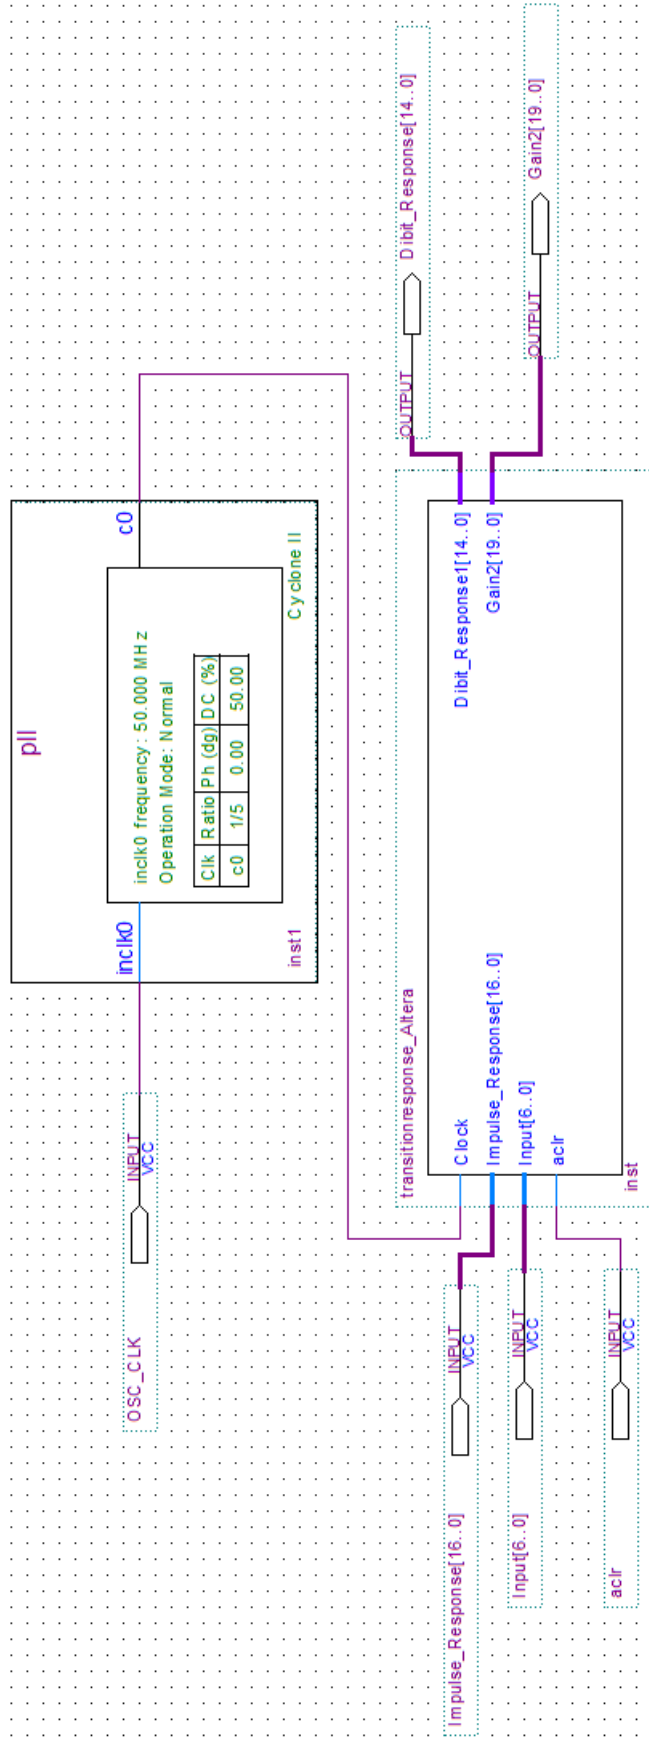 pll
inclk0
c0
inclk0 frequency: 50.000 MHz
Operation Mode: Normal
Clk Ratio Ph (dg) DC (%)
c0 1/5 0.00 50.00
inst1
Cyclone II
OSC_CLK
INPUT
VCC
transitionresponse_Altera
Clock
Impulse_Response[16..0]
Input[6..0]
aclr
Dibit_Response1[14..0]
Gain2[19..0]
inst
OUTPUT
Dibit_Response[14..0]
OUTPUT
Gain2[19..0]
Impulse_Response[16..0]
INPUT
VCC
Input[6..0]
INPUT
VCC
aclr
INPUT
VCC